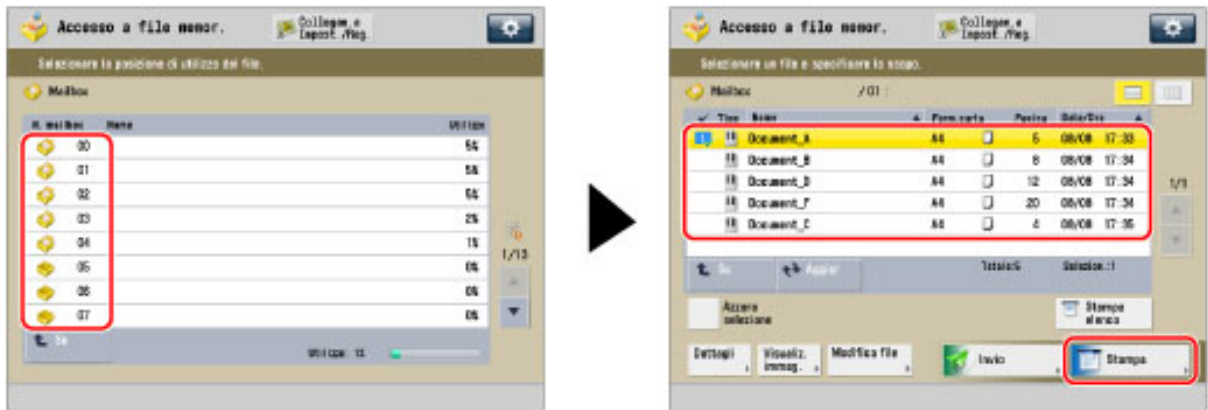 Accesso a file memor.
Collegam. e
Impost./Reg.
Selezionare la posizione di utilizzo del file.
Mailbox
N. mailbox Nome Utilizzo
00 5%
01 5%
02 5%
03 2%
04 1%
05 0%
06 0%
07 0%
1/13
Su
Utilizzo: 1%
Accesso a file memor.
Collegam. e
Impost./Reg.
Selezionare un file e specificare lo scopo.
Mailbox /01 :
Tipo Nome Form.carta Pagina Data/Ora
1 Document_A A4 5 08/08 17:33
Document_B A4 8 08/08 17:34
Document_D A4 12 08/08 17:34
Document_F A4 20 08/08 17:34
Document_C A4 4 08/08 17:35
1/1
Su Aggior
Totale:5 Selezion.:1
Azzera
selezione
Stampa
elenco
Dettagli
Visualiz.
immag.
Modifica file
Invio
Stampa